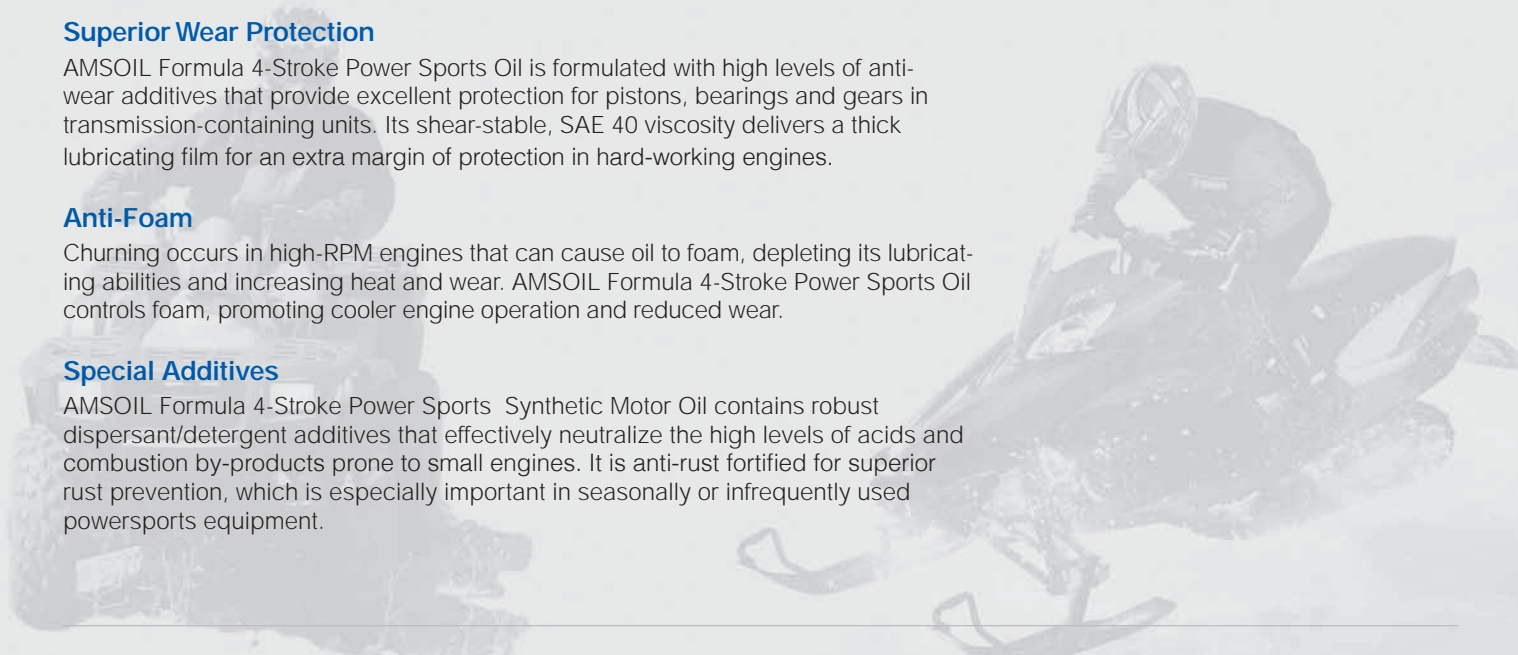 Superior Wear Protection
AMSOIL Formula 4-Stroke Power Sports Oil is formulated with high levels of anti-
wear additives that provide excellent protection for pistons, bearings and gears in
transmission-containing units. Its shear-stable, SAE 40 viscosity delivers a thick
lubricating film for an extra margin of protection in hard-working engines.
Anti-Foam
Churning occurs in high-RPM engines that can cause oil to foam, depleting its lubricat-
ing abilities and increasing heat and wear. AMSOIL Formula 4-Stroke Power Sports Oil
controls foam, promoting cooler engine operation and reduced wear.
Special Additives
AMSOIL Formula 4-Stroke Power Sports  Synthetic Motor Oil contains robust
dispersant/detergent additives that effectively neutralize the high levels of acids and
combustion by-products prone to small engines. It is anti-rust fortified for superior
rust prevention, which is especially important in seasonally or infrequently used
powersports equipment.